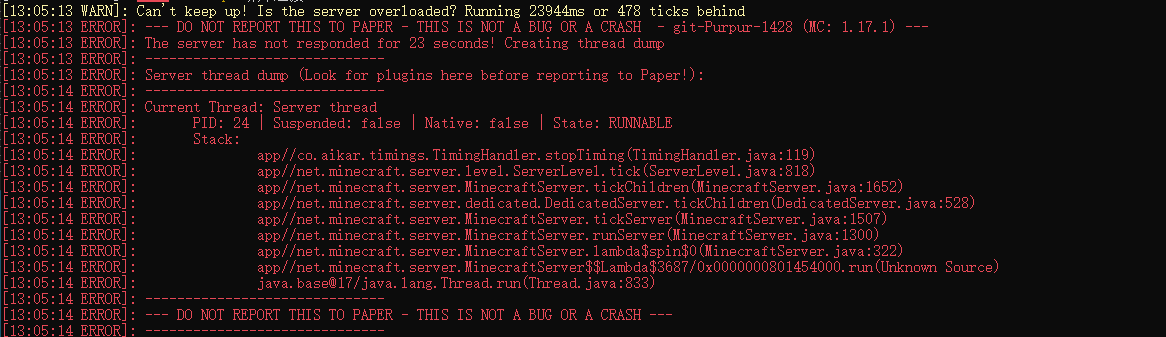 [13:05:13 WARN]: Can't keep up! Is the server overloaded? Running 23944ms or 478 ticks behind
[13:05:13 ERROR]: --- DO NOT REPORT THIS TO PAPER - THIS IS NOT A BUG OR A CRASH  - git-Purpur-1428 (MC: 1.17.1) ---
[13:05:13 ERROR]: The server has not responded for 23 seconds! Creating thread dump
[13:05:13 ERROR]: ------------------------------
[13:05:13 ERROR]: Server thread dump (Look for plugins here before reporting to Paper!):
[13:05:14 ERROR]: ------------------------------
[13:05:14 ERROR]: Current Thread: Server thread
[13:05:14 ERROR]:       PID: 24 | Suspended: false | Native: false | State: RUNNABLE
[13:05:14 ERROR]:       Stack:
[13:05:14 ERROR]:               app//co.aikar.timings.TimingHandler.stopTiming(TimingHandler.java:119)
[13:05:14 ERROR]:               app//net.minecraft.server.level.ServerLevel.tick(ServerLevel.java:818)
[13:05:14 ERROR]:               app//net.minecraft.server.MinecraftServer.tickChildren(MinecraftServer.java:1652)
[13:05:14 ERROR]:               app//net.minecraft.server.dedicated.DedicatedServer.tickChildren(DedicatedServer.java:528)
[13:05:14 ERROR]:               app//net.minecraft.server.MinecraftServer.tickServer(MinecraftServer.java:1507)
[13:05:14 ERROR]:               app//net.minecraft.server.MinecraftServer.runServer(MinecraftServer.java:1300)
[13:05:14 ERROR]:               app//net.minecraft.server.MinecraftServer.lambda$spin$0(MinecraftServer.java:322)
[13:05:14 ERROR]:               app//net.minecraft.server.MinecraftServer$$Lambda$3687/0x0000000801454000.run(Unknown Source)
[13:05:14 ERROR]:               java.base@17/java.lang.Thread.run(Thread.java:833)
[13:05:14 ERROR]: ------------------------------
[13:05:14 ERROR]: --- DO NOT REPORT THIS TO PAPER - THIS IS NOT A BUG OR A CRASH ---
[13:05:14 ERROR]: ------------------------------